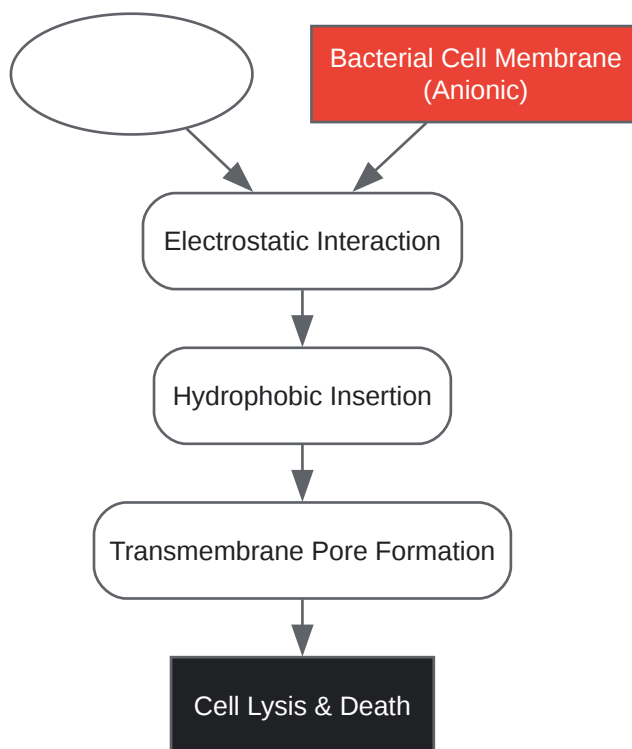 Bacterial Cell Membrane
(Anionic)
Electrostatic Interaction
Hydrophobic Insertion
Transmembrane Pore Formation
Cell Lysis & Death